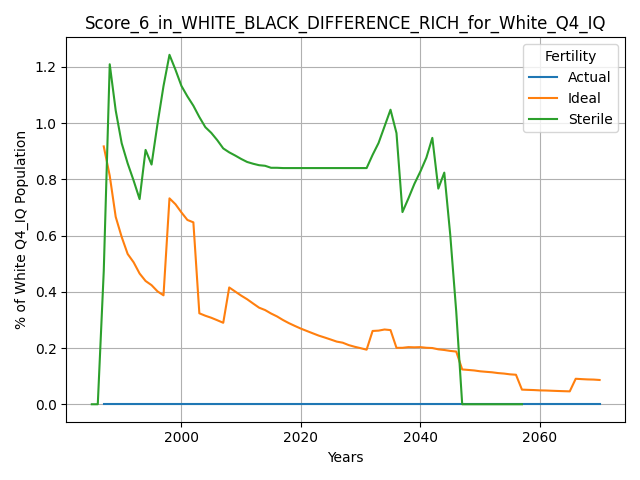 Score_6_in_WHITE_BLACK_DIFFERENCE_RICH_for_White_Q4_IQ
Fertility
Actual
Ideal
Sterile
% of White Q4_IQ Population
1.2
1.0
0.8
0.6
0.4
0.2
0.0
2000 2020 2040 2060
Years